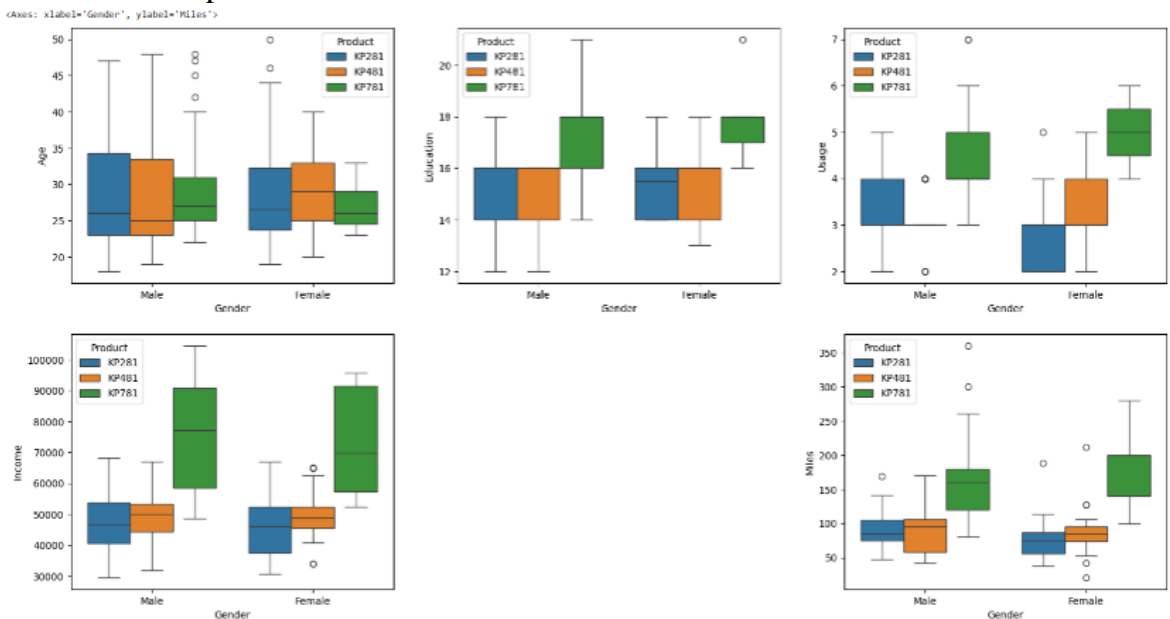 <Axes: xlabel='Gender', ylabel='Miles'>
50
45
40
35
30
25
20
Age
Product
KP281
KP481
KP781
Male
Female
Gender
20
18
16
14
12
Education
Product
KP281
KP481
KP781
Male
Female
Gender
7
6
5
4
3
2
Usage
Product
KP281
KP481
KP781
Male
Female
Gender
100000
90000
80000
70000
60000
50000
40000
30000
Income
Product
KP281
KP481
KP781
Male
Female
Gender
350
300
250
200
150
100
50
Miles
Product
KP281
KP481
KP781
Male
Female
Gender